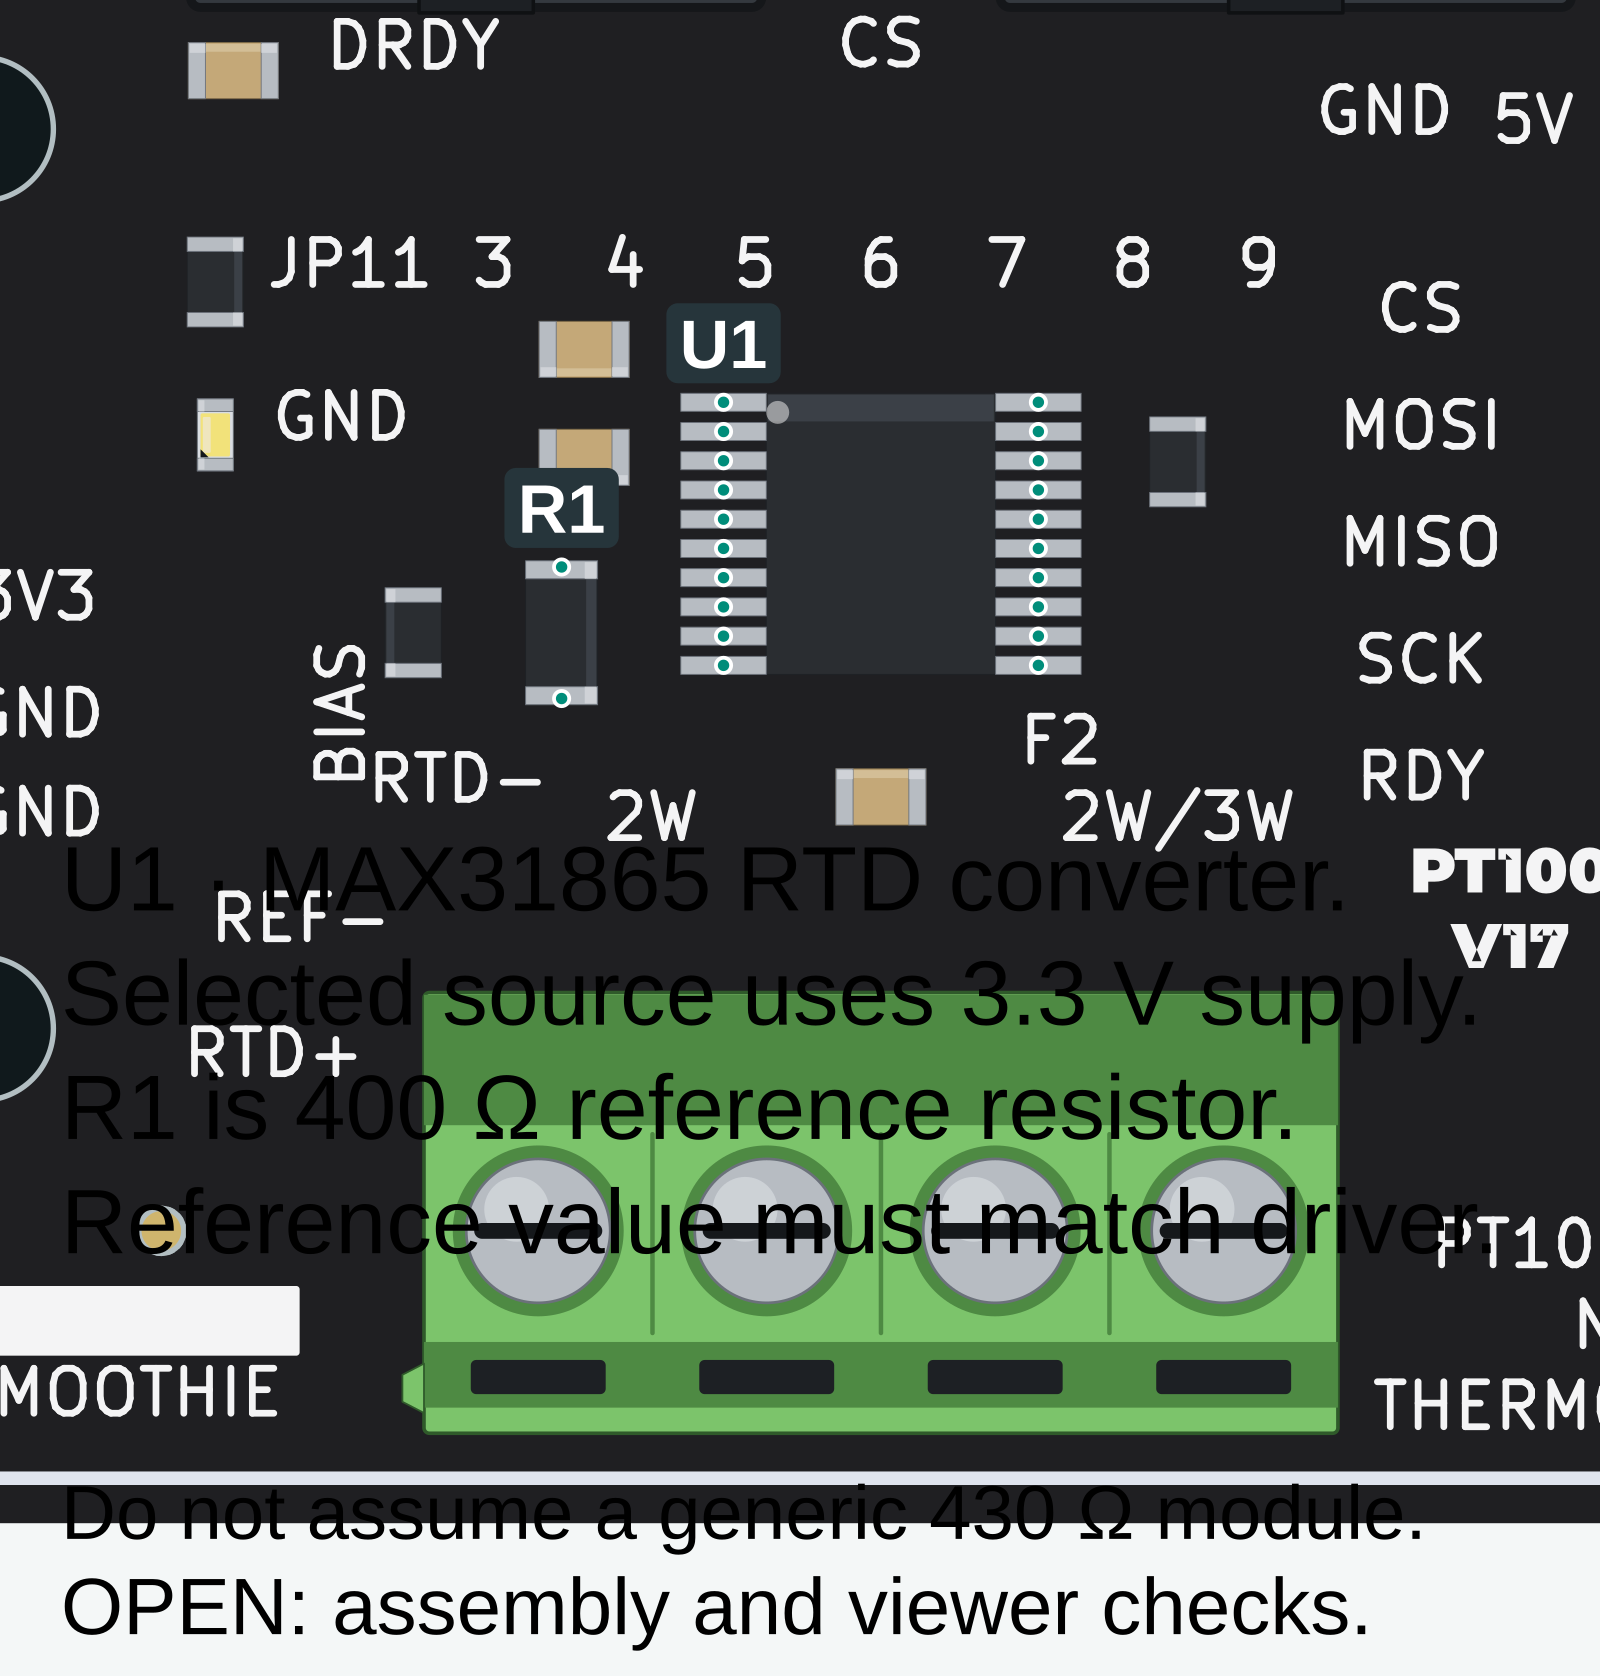 DRDY
CS
GND 5V
JP11 3 4 5 6 7 8 9
CS
U1
GND
MOSI
R1
MISO
3V3
SCK
BIAS
GND
F2
RTD-
RDY
2W
2W/3W
GND
U1 · MAX31865 RTD converter.
PT100
REF-
V17
Selected source uses 3.3 V supply.
RTD+
R1 is 400 Ω reference resistor.
Reference value must match driver.
PT10
N
MOOTHIE
THERMO
Do not assume a generic 430 Ω module.
OPEN: assembly and viewer checks.